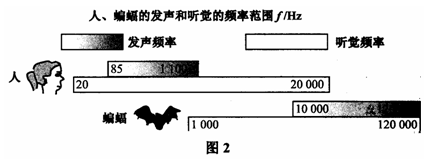 人、蝙蝠的发声和听觉的频率范围 f/Hz
发声频率 听觉频率
85 1 100
人
20 20 000
10 000
蝙蝠
1 000 120 000
图 2